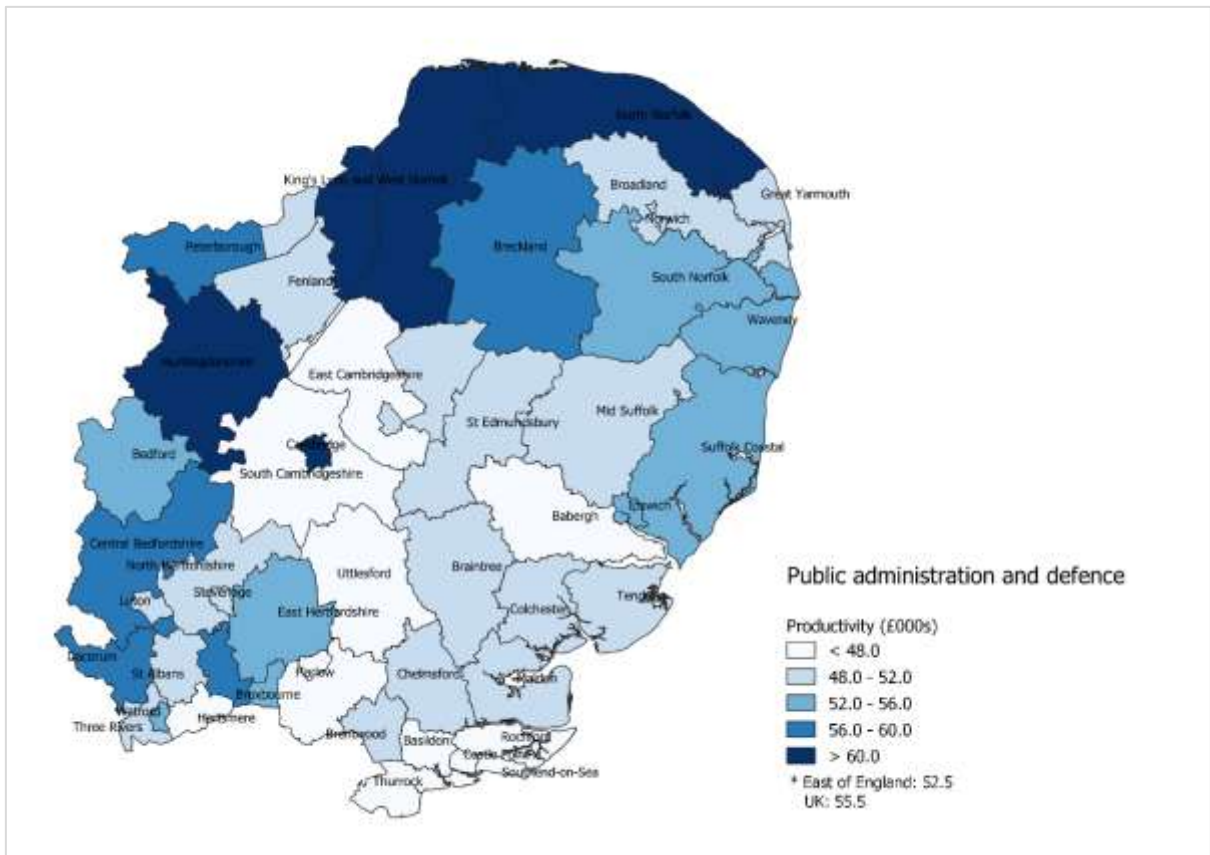 North Norfolk
King's Lynn and West Norfolk
Broadland
Great Yarmouth
Norwich
Peterborough
Breckland
South Norfolk
Fenland
Waveney
Huntingdonshire
East Cambridgeshire
Mid Suffolk
St Edmundsbury
Cambridge
Suffolk Coastal
Bedford
South Cambridgeshire
Ipswich
Babergh
Central Bedfordshire
North Hertfordshire
Uttlesford
Braintree
Stevenage
Luton
Tendring
Colchester
East Hertfordshire
Dacorum
St Albans
Harlow
Chelmsford
Maldon
Broxbourne
Watford
Three Rivers
Hertsmere
Brentwood
Basildon
Rochford
Castle Point
Southend-on-Sea
Thurrock
Public administration and defence
Productivity (£000s)
< 48.0
48.0 - 52.0
52.0 - 56.0
56.0 - 60.0
> 60.0
* East of England: 52.5
UK: 55.5